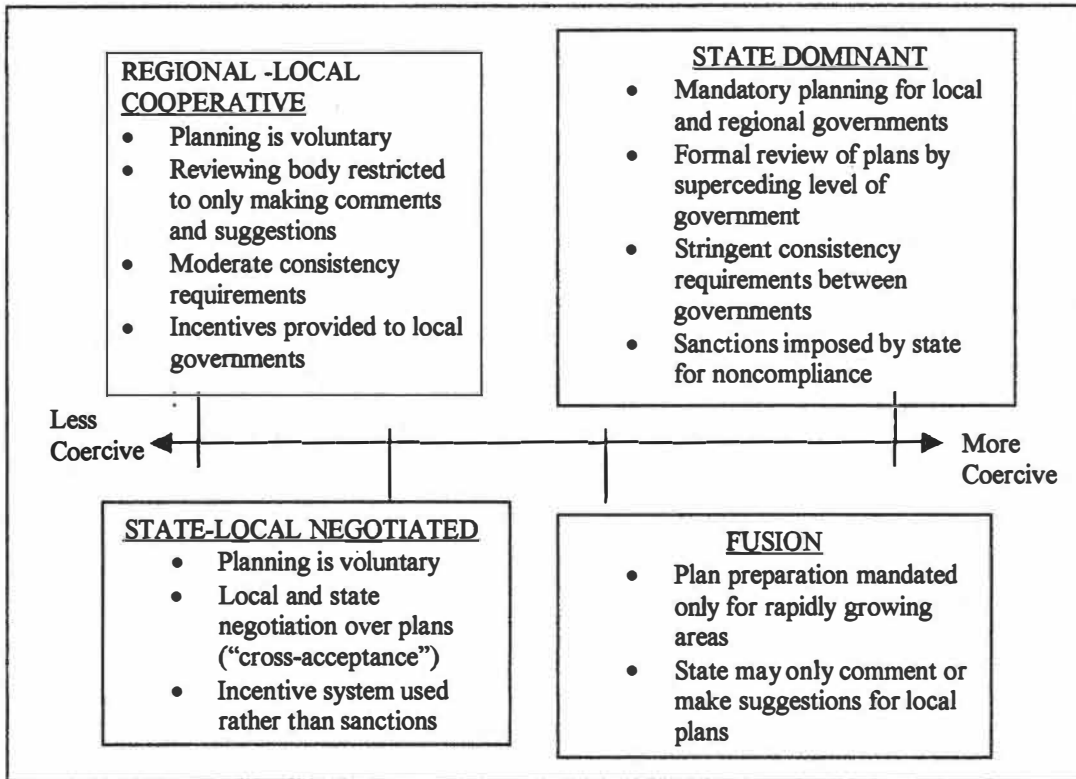 REGIONAL -LOCAL
COOPERATIVE
• Planning is voluntary
• Reviewing body restricted
to only making comments
and suggestions
• Moderate consistency
requirements
• Incentives provided to local
governments
STATE DOMINANT
• Mandatory planning for local
and regional governments
• Formal review of plans by
superceding level of
government
• Stringent consistency
requirements between
governments
• Sanctions imposed by state
for noncompliance
Less
Coercive
More
Coercive
STATE-LOCAL NEGOTIATED
• Planning is voluntary
• Local and state
negotiation over plans
(“cross-acceptance”)
• Incentive system used
rather than sanctions
FUSION
• Plan preparation mandated
only for rapidly growing
areas
• State may only comment or
make suggestions for local
plans